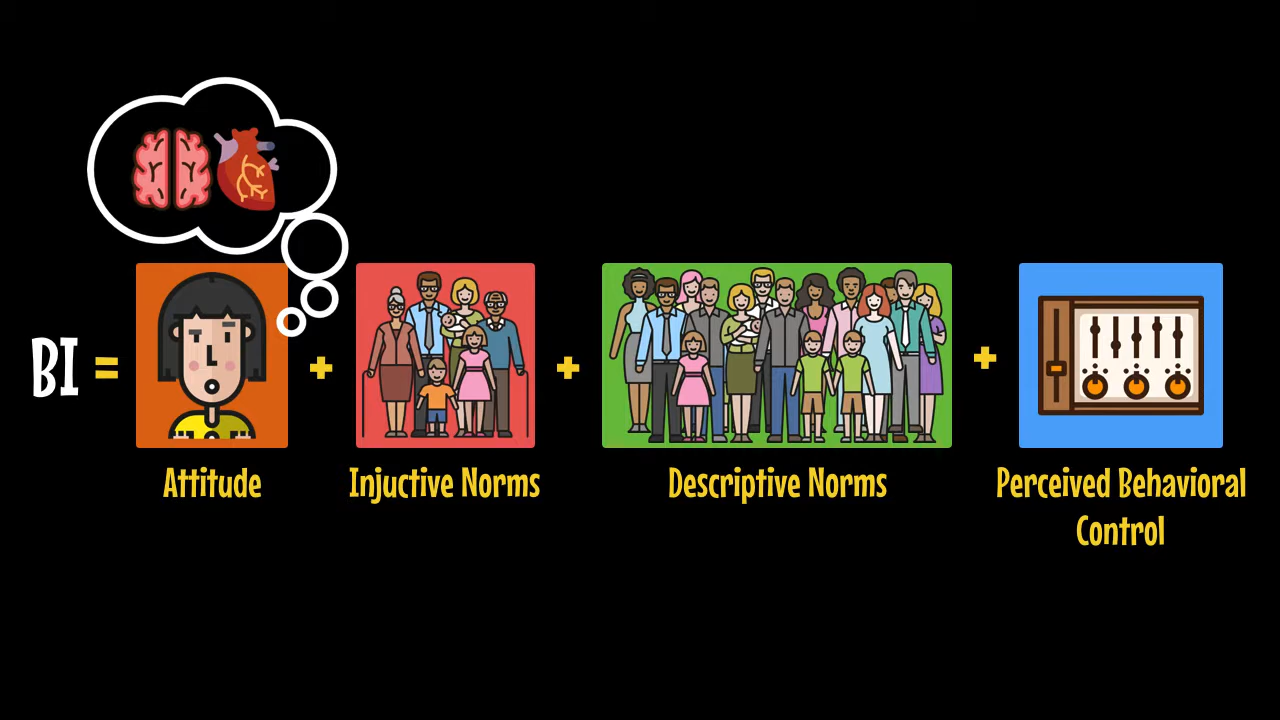 BI = + + +
Attitude
Injuctive Norms
Descriptive Norms
Perceived Behavioral
Control